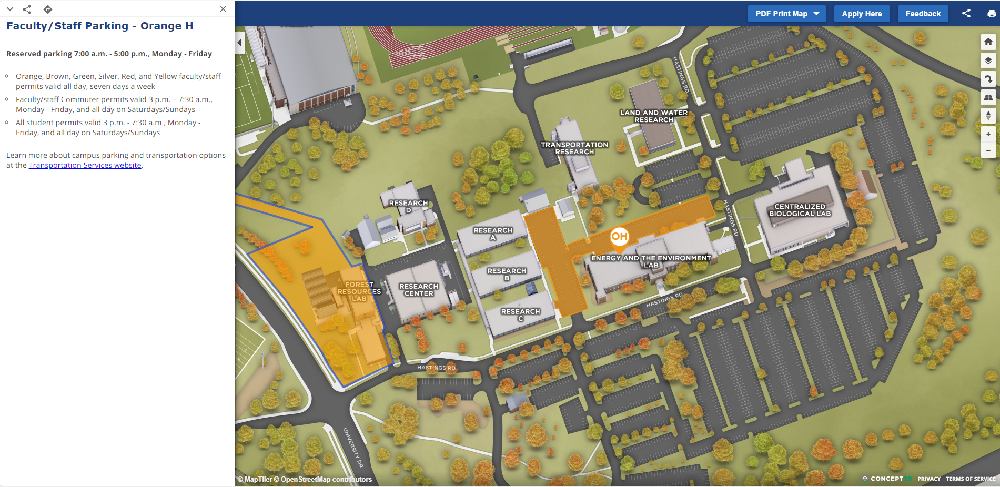 PDF Print Map
Apply Here
Feedback
Faculty/Staff Parking - Orange H
Reserved parking 7:00 a.m. - 5:00 p.m., Monday - Friday
Orange, Brown, Green, Silver, Red, and Yellow faculty/staff
permits valid all day, seven days a week
Faculty/staff Commuter permits valid 3 p.m. – 7:30 a.m.,
Monday - Friday, and all day on Saturdays/Sundays
All student permits valid 3 p.m. - 7:30 a.m., Monday -
Friday, and all day on Saturdays/Sundays
Learn more about campus parking and transportation options
at the Transportation Services website.
HASTINGS RD
LAND AND WATER
RESEARCH
TRANSPORTATION
RESEARCH
RESEARCH
D
CENTRALIZED
BIOLOGICAL LAB
HASTINGS RD
RESEARCH
A
OH
ENERGY AND THE ENVIRONMENT
LAB
RESEARCH
B
FOREST
RESOURCES
LAB
RESEARCH
CENTER
HASTINGS RD
RESEARCH
C
HASTINGS RD
UNIVERSITY DR
© MapTiler © OpenStreetMap contributors
CONCEPT3D PRIVACY TERMS OF SERVICE